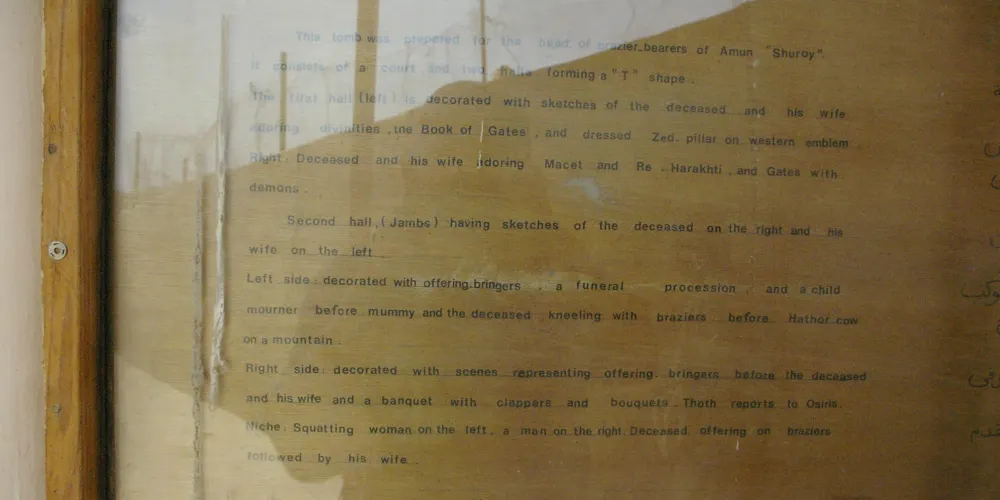 This tomb was prepared for the head of brazier_bearers of Amun "Shuroy".
It consists of a court and two halls forming a "T" shape.
The first hall (left) is decorated with sketches of the deceased and his wife
adoring divinities , the Book of Gates , and dressed Zed. pillar on western emblem
Right : Deceased and his wife adoring Macet and Re . Harakhti , and Gates with
demons .
Second hall , ( Jambs ) having sketches of the deceased on the right and his
wife on the left .
Left side : decorated with offering.bringers a funeral procession , and a child
mourner before mummy and the deceased kneeling with braziers before Hathor cow
on a mountain .
Right side : decorated with scenes representing offering. bringers before the deceased
and his wife and a banquet with clappers and bouquets . Thoth reports to Osiris.
Niche : Squatting woman on the left , a man on the right. Deceased offering on braziers
followed by his wife .